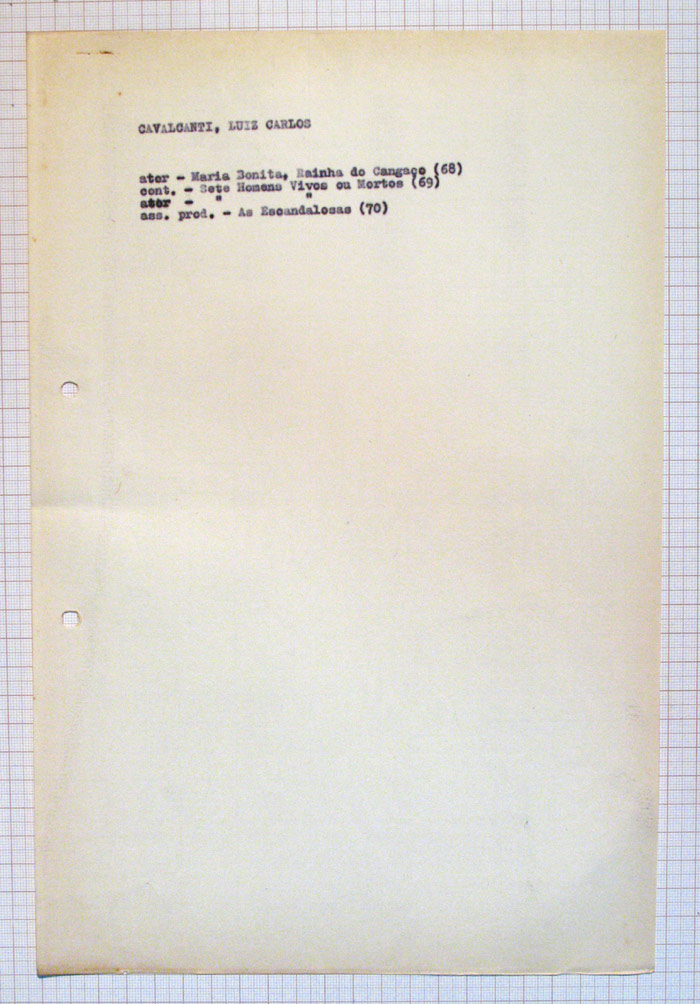 CAVALCANTI, LUIZ CARLOS
ator - Maria Bonita, Rainha do Cangaço (68)
cont. - Sete Homens Vivos ou Mortos (69)
ator - " "
ass. prod. - As Escandalosas (70)